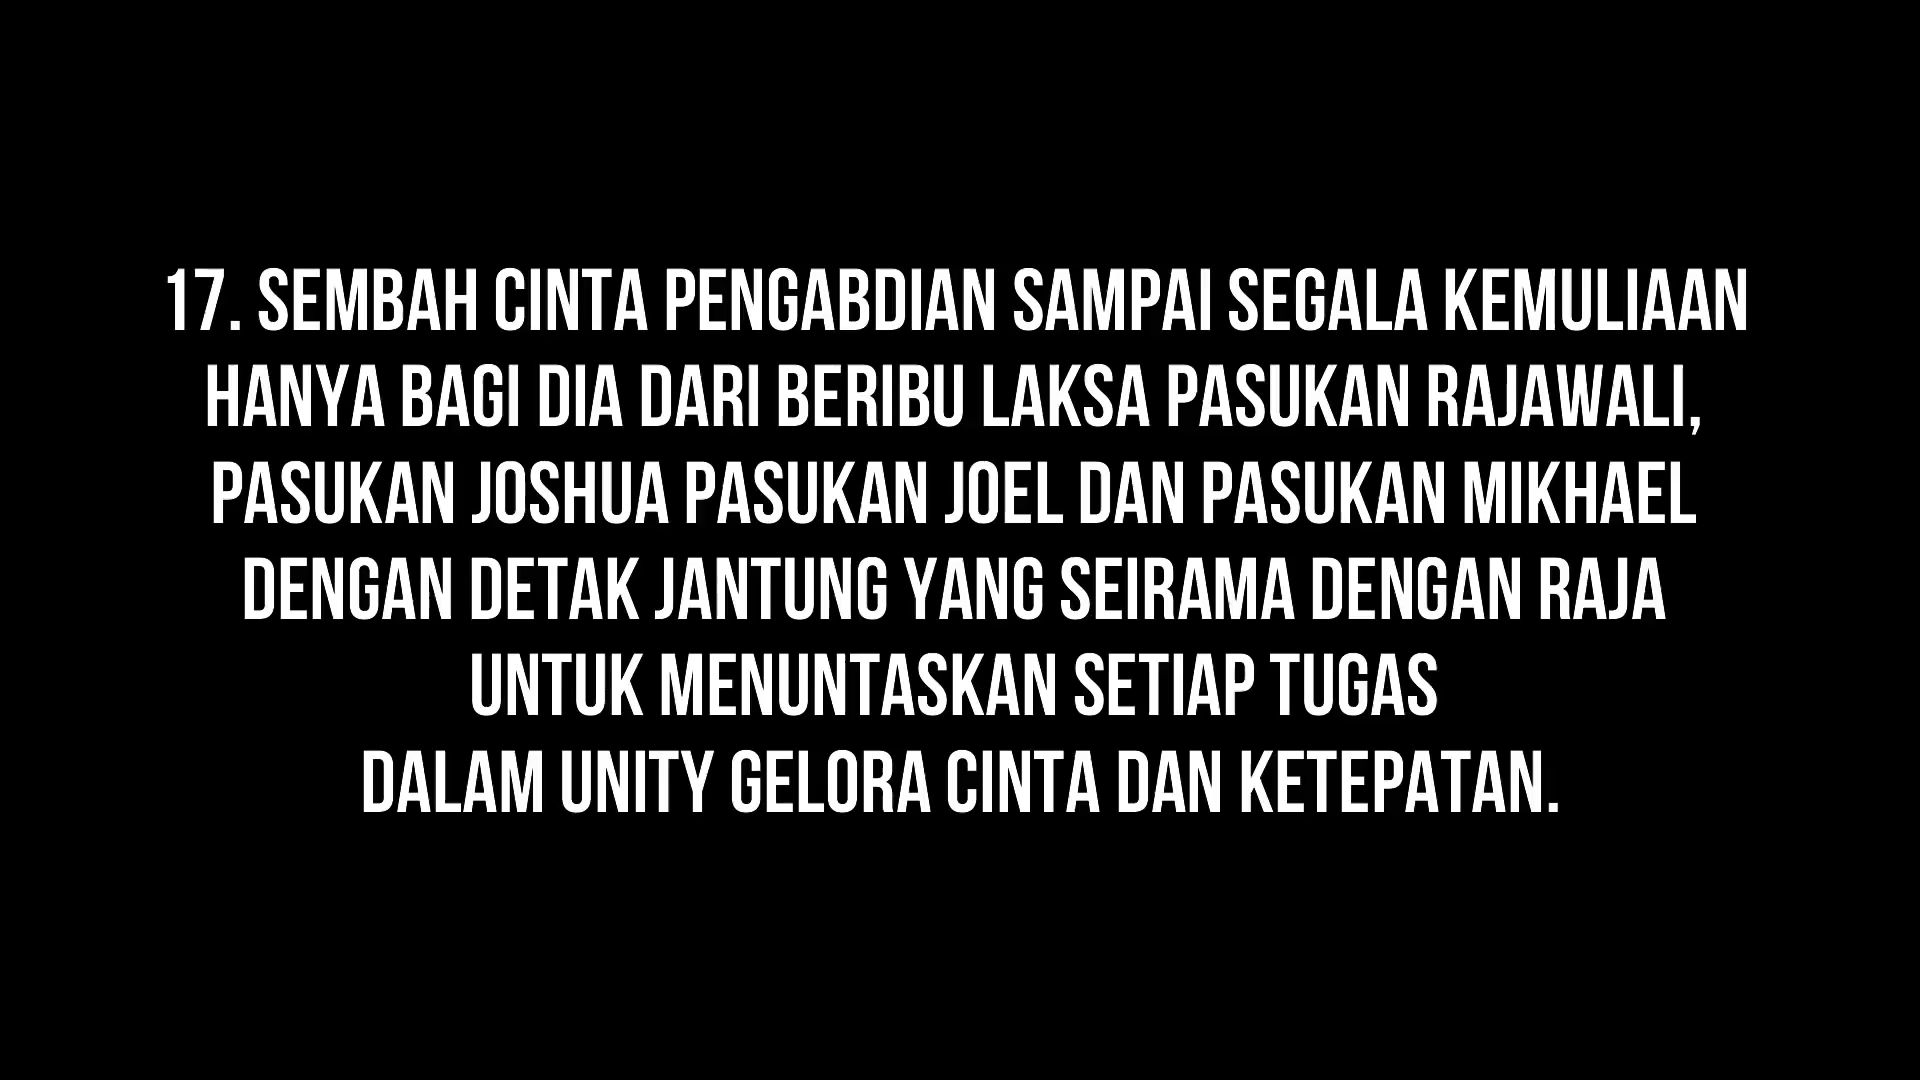 17. SEMBAH CINTA PENGABDIAN SAMPAI SEGALA KEMULIAAN
HANYA BAGI DIA DARI BERIBU LAKSA PASUKAN RAJAWALI,
PASUKAN JOSHUA PASUKAN JOEL DAN PASUKAN MIKHAEL
DENGAN DETAK JANTUNG YANG SEIRAMA DENGAN RAJA
UNTUK MENUNTASKAN SETIAP TUGAS
DALAM UNITY GELORA CINTA DAN KETEPATAN.